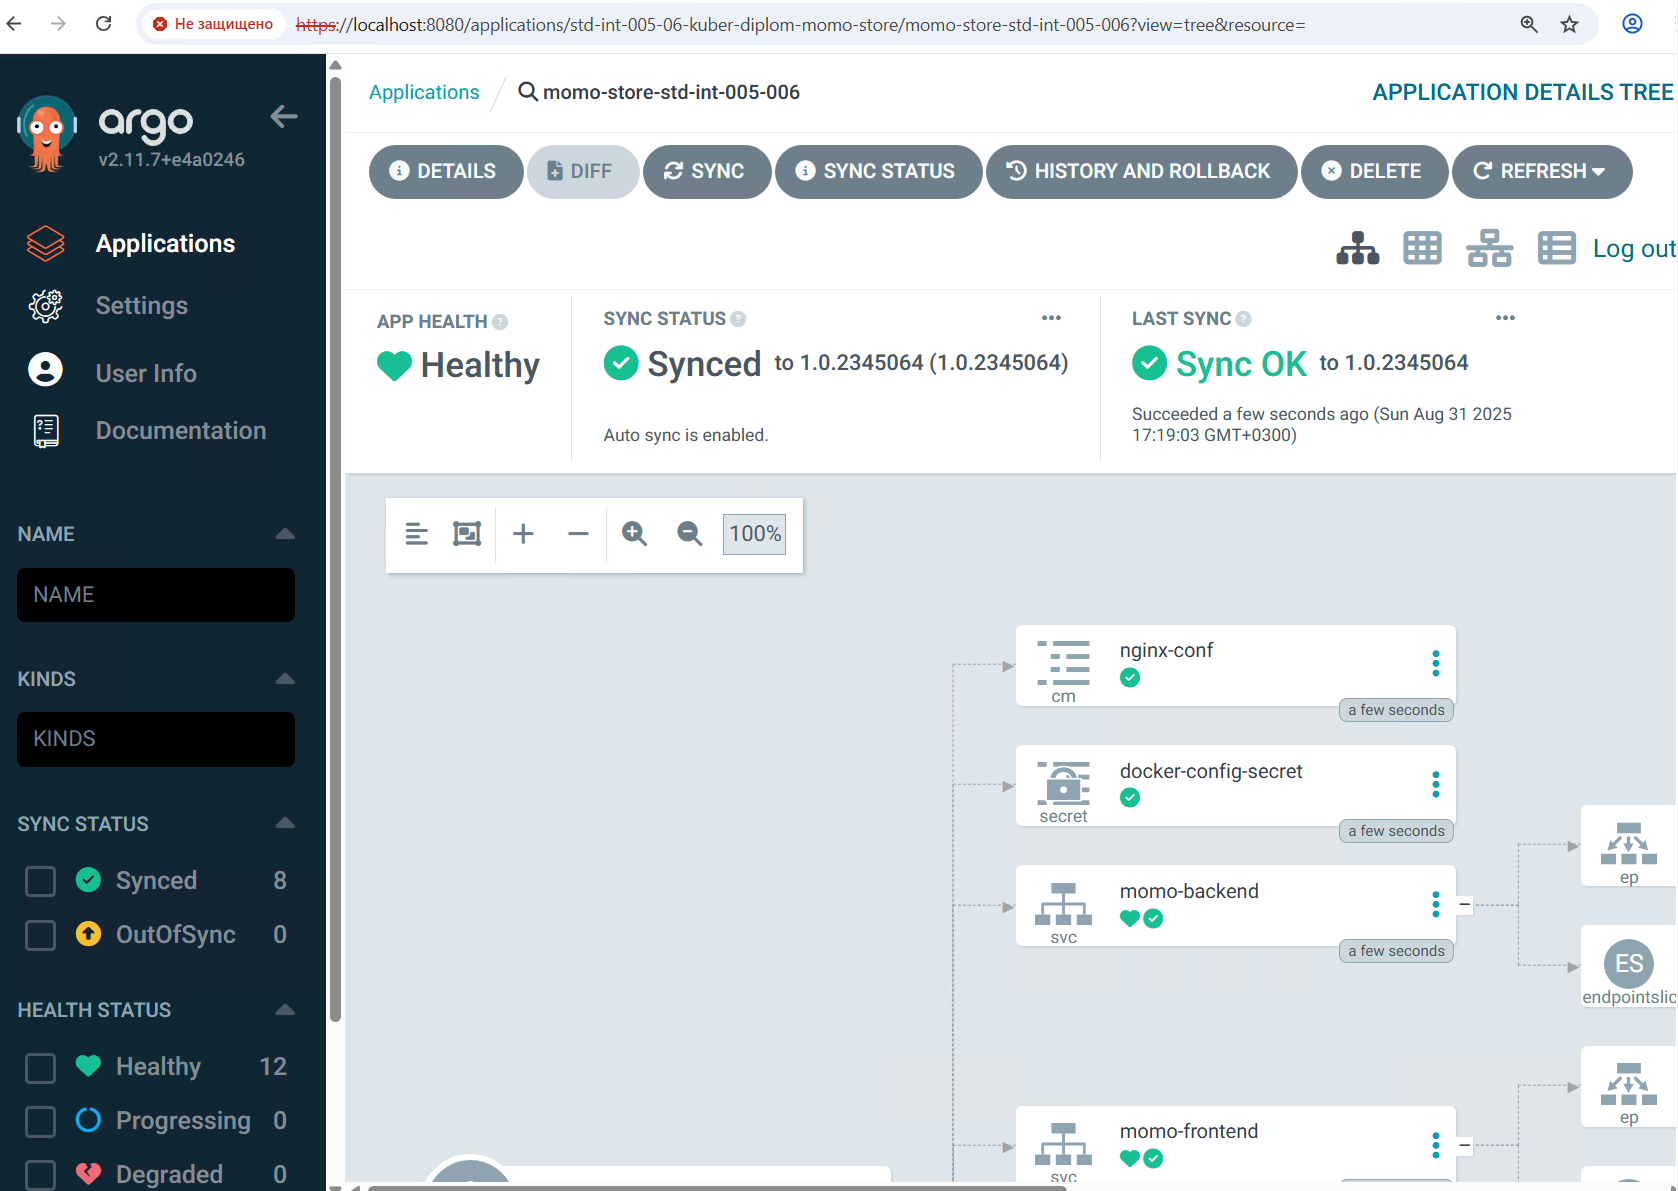 Не защищено https://localhost:8080/applications/std-int-005-06-kuber-diplom-momo-store/momo-store-std-int-005-006?view=tree&resource=
argo
v2.11.7+e4a0246
Applications
Settings
User Info
Documentation
NAME
NAME
KINDS
KINDS
SYNC STATUS
Synced 8
OutOfSync 0
HEALTH STATUS
Healthy 12
Progressing 0
Degraded 0
Applications / momo-store-std-int-005-006
APPLICATION DETAILS TREE
DETAILS DIFF SYNC SYNC STATUS HISTORY AND ROLLBACK DELETE REFRESH
Log out
APP HEALTH
Healthy
SYNC STATUS
Synced to 1.0.2345064 (1.0.2345064)
Auto sync is enabled.
LAST SYNC
Sync OK to 1.0.2345064
Succeeded a few seconds ago (Sun Aug 31 2025
17:19:03 GMT+0300)
100%
nginx-conf
cm
a few seconds
docker-config-secret
secret
a few seconds
momo-backend
svc
a few seconds
ep
ES
endpointslic
momo-frontend
svc
ep